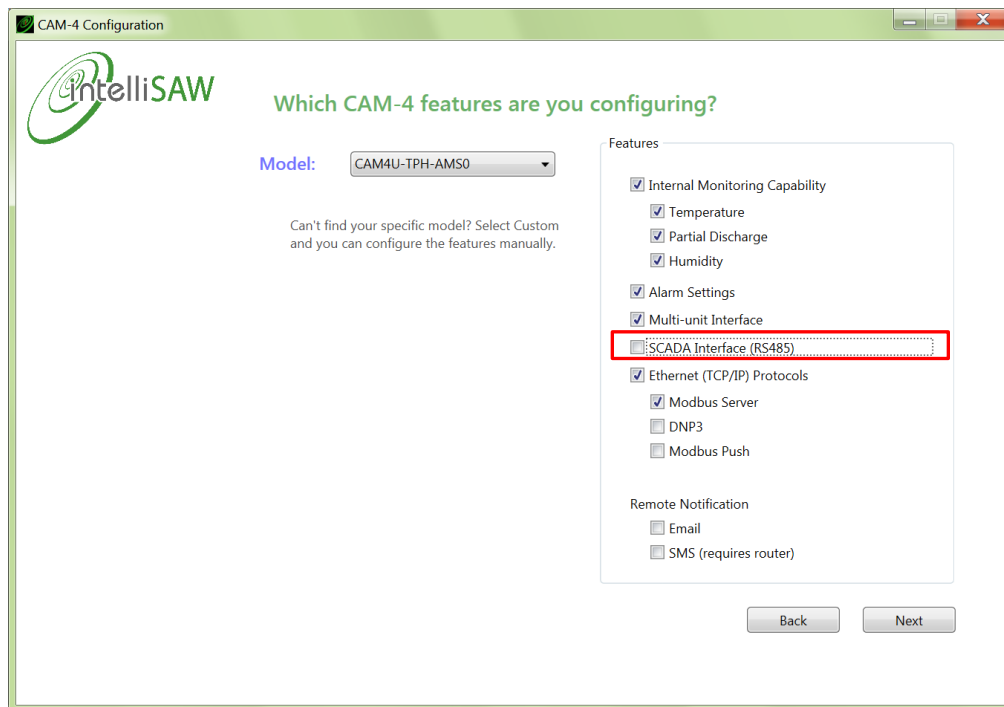 CAM-4 Configuration
intelliSAW
Which CAM-4 features are you configuring?
Model:
CAM4U-TPH-AMS0
Can't find your specific model? Select Custom
and you can configure the features manually.
Features
Internal Monitoring Capability
Temperature
Partial Discharge
Humidity
Alarm Settings
Multi-unit Interface
SCADA Interface (RS485)
Ethernet (TCP/IP) Protocols
Modbus Server
DNP3
Modbus Push
Remote Notification
Email
SMS (requires router)
Back
Next